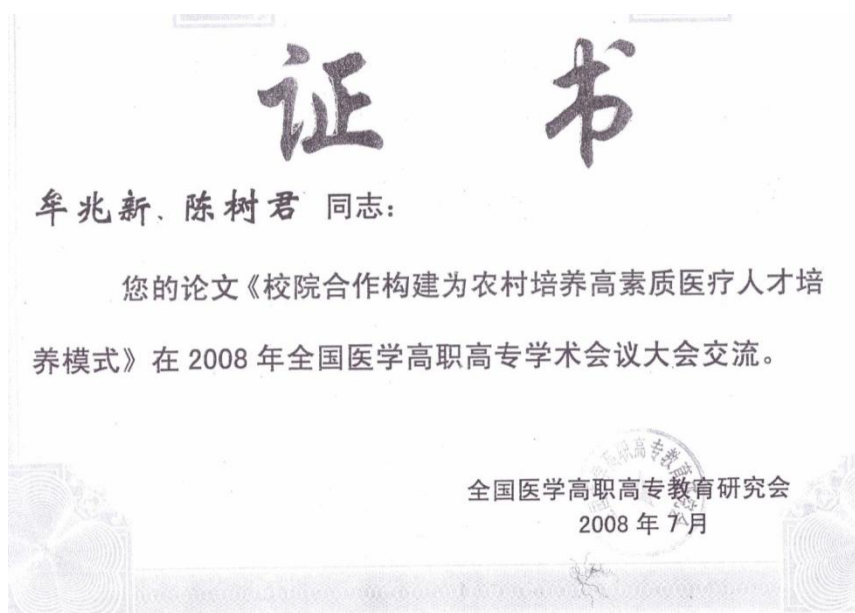 证 书
牟兆新、陈树君 同志：
您的论文《校院合作构建为农村培养高素质医疗人才培
养模式》在 2008 年全国医学高职高专学术会议大会交流。
全国医学高职高专教育研究会
2008 年 7 月